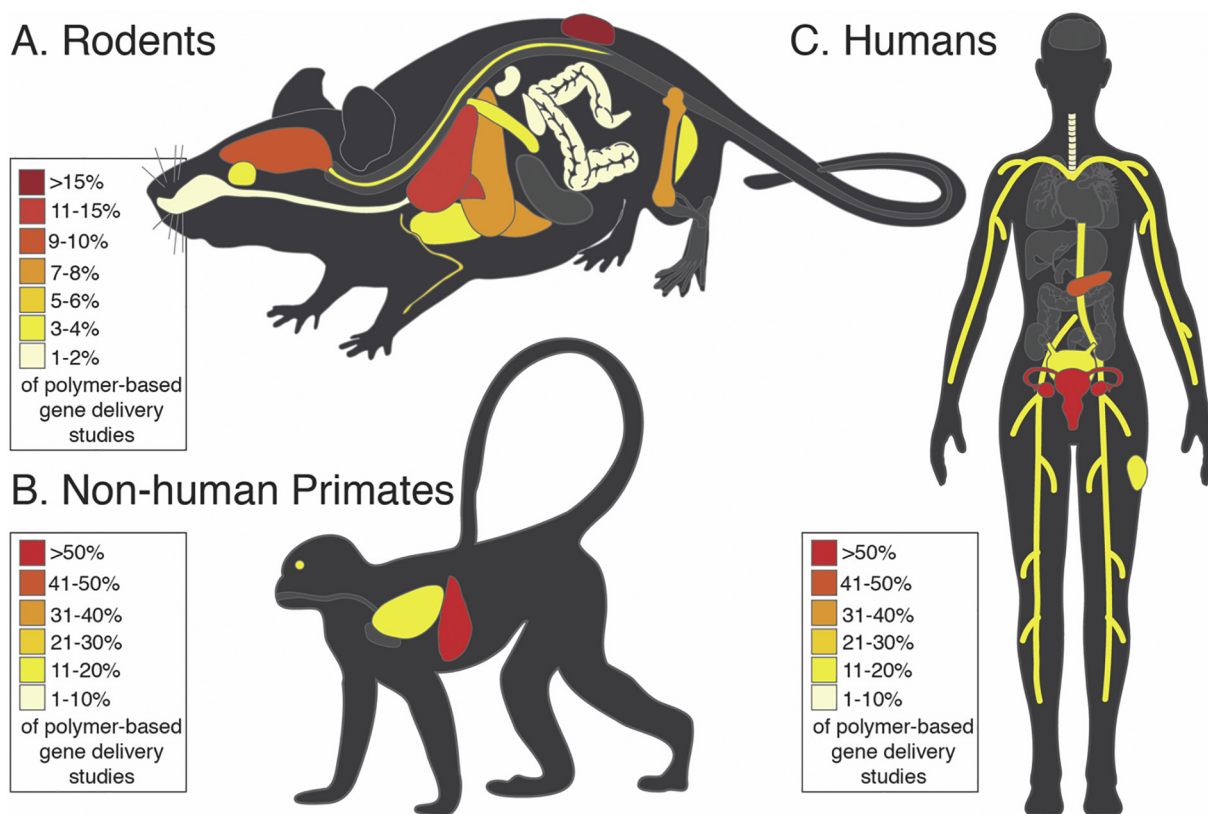 A. Rodents
>15%
11-15%
9-10%
7-8%
5-6%
3-4%
1-2%
of polymer-based
gene delivery
studies
B. Non-human Primates
>50%
41-50%
31-40%
21-30%
11-20%
1-10%
of polymer-based
gene delivery
studies
C. Humans
>50%
41-50%
31-40%
21-30%
11-20%
1-10%
of polymer-based
gene delivery
studies